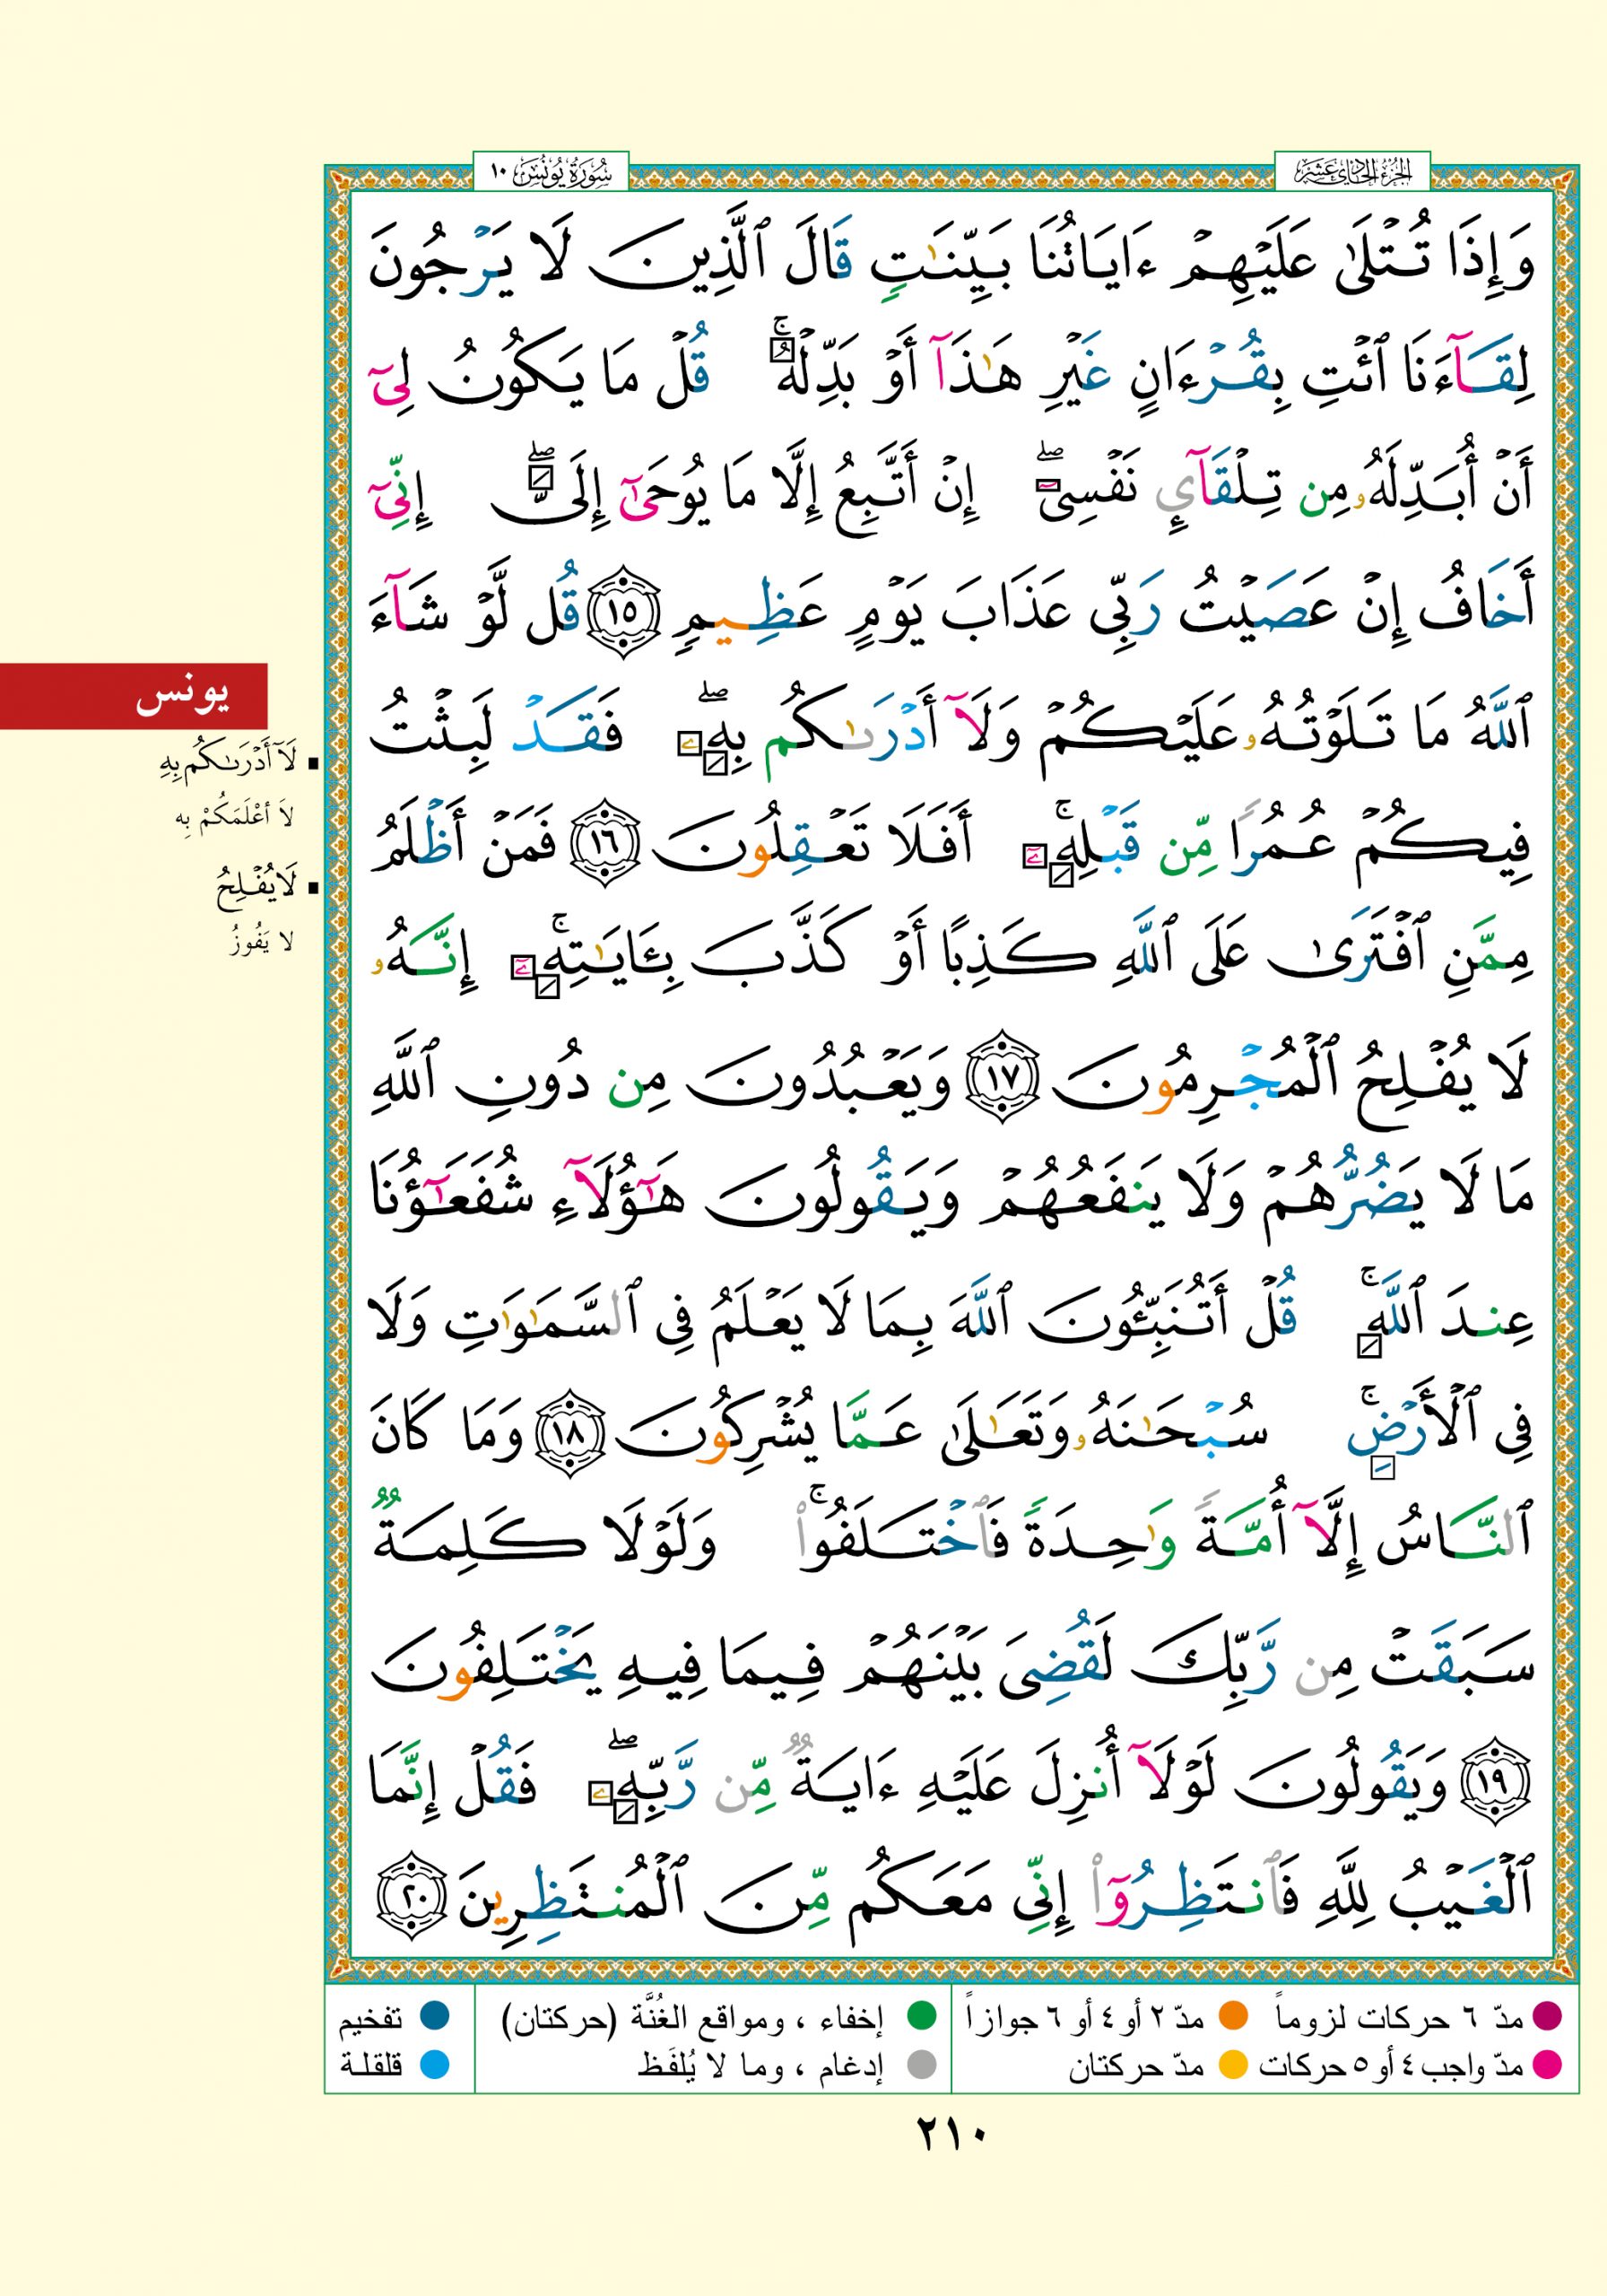 الجزء الحادي عشر
سورة يونس ١٠
وَإِذَا تُتْلَىٰ عَلَيْهِمْ ءَايَاتُنَا بَيِّنَٰتٍ قَالَ ٱلَّذِينَ لَا يَرْجُونَ
لِقَآءَنَا ٱئْتِ بِقُرْءَانٍ غَيْرِ هَٰذَآ أَوْ بَدِّلْهُ ۚ قُلْ مَا يَكُونُ لِىٓ
أَنْ أُبَدِّلَهُۥ مِن تِلْقَآئِ نَفْسِىٓ ۖ إِنْ أَتَّبِعُ إِلَّا مَا يُوحَىٰٓ إِلَىَّ ۖ إِنِّىٓ
أَخَافُ إِنْ عَصَيْتُ رَبِّى عَذَابَ يَوْمٍ عَظِيمٍ ١٥ قُل لَّوْ شَآءَ
ٱللَّهُ مَا تَلَوْتُهُۥ عَلَيْكُمْ وَلَآ أَدْرَىٰكُم بِهِۦ ۖ فَقَدْ لَبِثْتُ
فِيكُمْ عُمُرًا مِّن قَبْلِهِۦٓ ۚ أَفَلَا تَعْقِلُونَ ١٦ فَمَنْ أَظْلَمُ
مِمَّنِ ٱفْتَرَىٰ عَلَى ٱللَّهِ كَذِبًا أَوْ كَذَّبَ بِـَٔايَٰتِهِۦٓ ۚ إِنَّهُۥ
لَا يُفْلِحُ ٱلْمُجْرِمُونَ ١٧ وَيَعْبُدُونَ مِن دُونِ ٱللَّهِ
مَا لَا يَضُرُّهُمْ وَلَا يَنفَعُهُمْ وَيَقُولُونَ هَٰٓؤُلَآءِ شُفَعَٰٓؤُنَا
عِندَ ٱللَّهِ ۚ قُلْ أَتُنَبِّـُٔونَ ٱللَّهَ بِمَا لَا يَعْلَمُ فِى ٱلسَّمَٰوَٰتِ وَلَا
فِى ٱلْأَرْضِ ۚ سُبْحَٰنَهُۥ وَتَعَٰلَىٰ عَمَّا يُشْرِكُونَ ١٨ وَمَا كَانَ
ٱلنَّاسُ إِلَّآ أُمَّةً وَٰحِدَةً فَٱخْتَلَفُوا۟ ۚ وَلَوْلَا كَلِمَةٌ
سَبَقَتْ مِن رَّبِّكَ لَقُضِىَ بَيْنَهُمْ فِيمَا فِيهِ يَخْتَلِفُونَ
١٩ وَيَقُولُونَ لَوْلَآ أُنزِلَ عَلَيْهِ ءَايَةٌ مِّن رَّبِّهِۦ ۖ فَقُلْ إِنَّمَا
ٱلْغَيْبُ لِلَّهِ فَٱنتَظِرُوٓا۟ إِنِّى مَعَكُم مِّنَ ٱلْمُنتَظِرِينَ ٢٠
يونس
لَآ أَدْرَىٰكُم بِهِ
لاَ أعْلَمَكُمْ بِه
لَا يُفْلِحُ
لا يَفُوزُ
مدّ ٦ حركات لزوماً
مدّ ٢ أو ٤ أو ٦ جوازاً
إخفاء ، ومواقع الغُنَّة (حركتان)
تفخيم
مدّ واجب ٤ أو ٥ حركات
مدّ حركتان
إدغام ، وما لا يُلفَظ
قلقلة
٢١٠